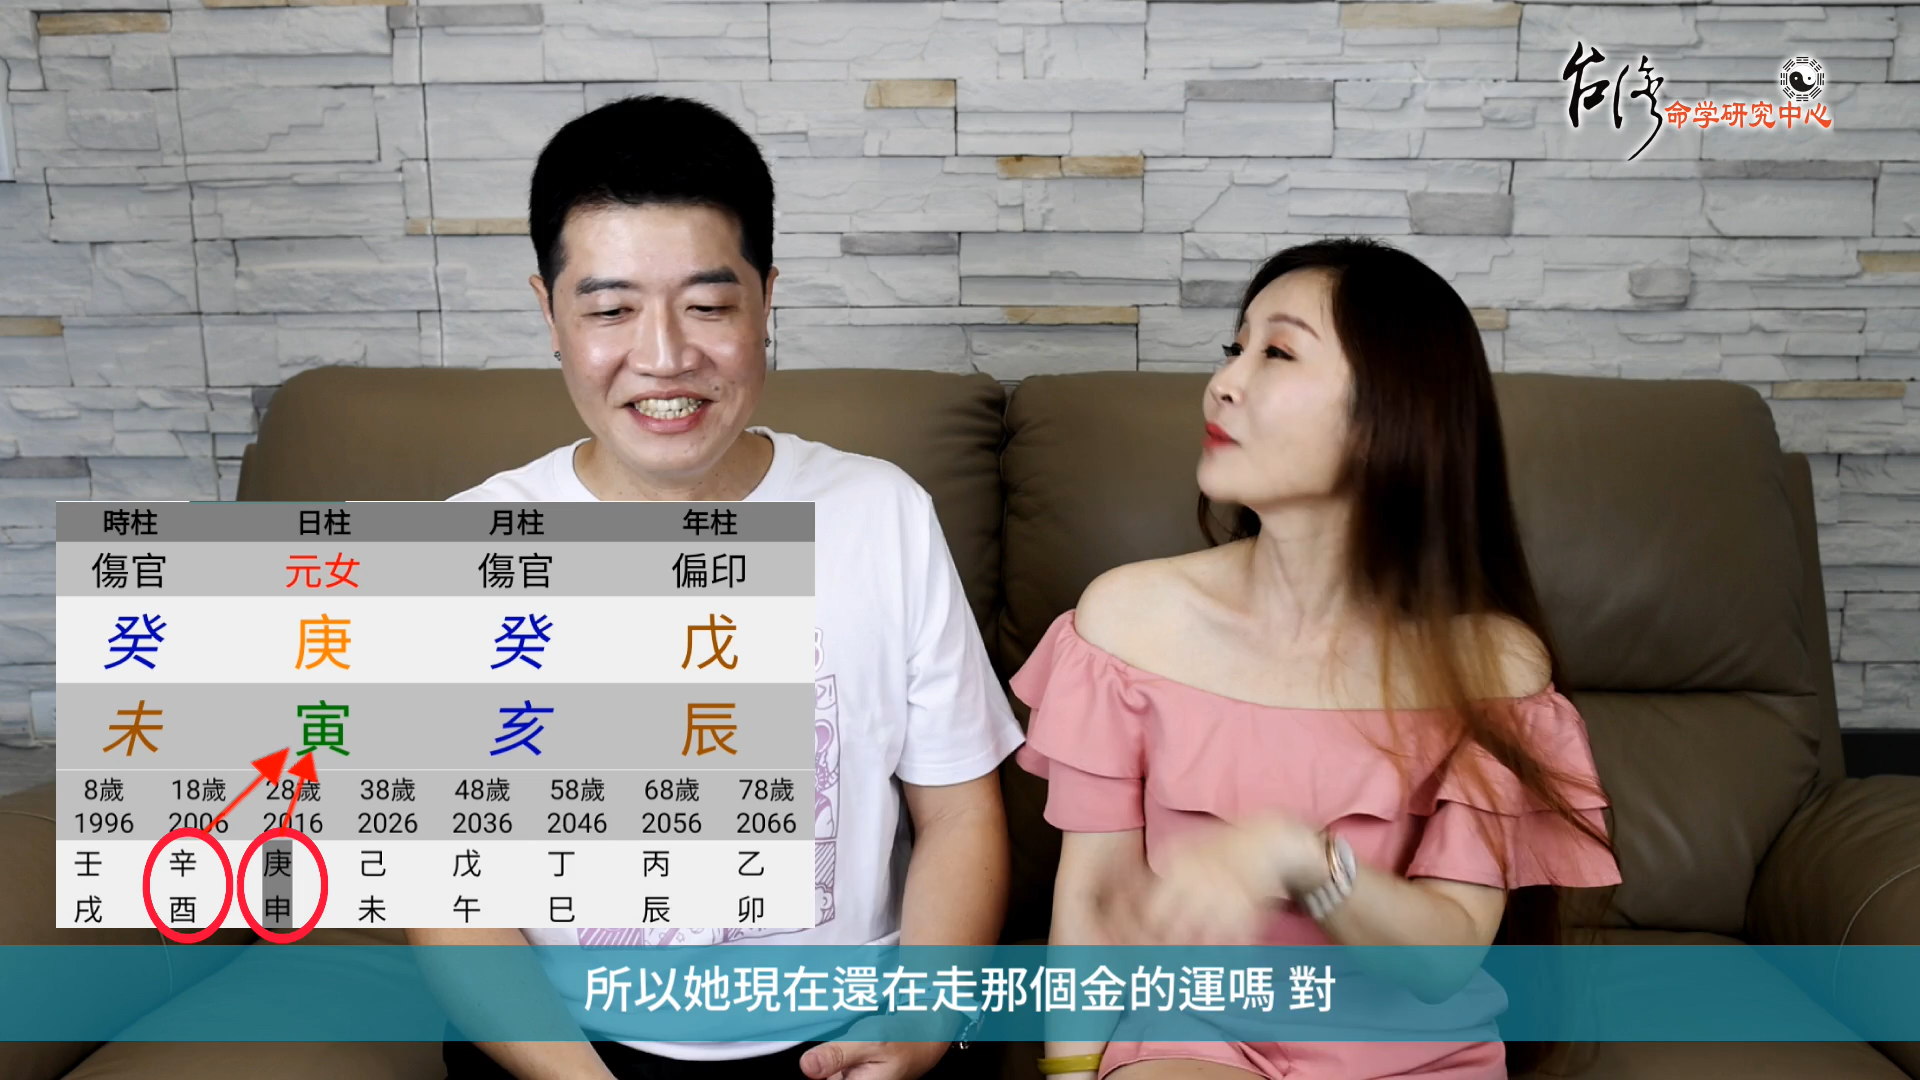 台灣
命学研究中心
時柱 日柱 月柱 年柱
傷官 元女 傷官 偏印
癸 庚 癸 戊
未 寅 亥 辰
8歲 18歲 28歲 38歲 48歲 58歲 68歲 78歲
1996 2006 2016 2026 2036 2046 2056 2066
壬 辛 庚 己 戊 丁 丙 乙
戌 酉 申 未 午 巳 辰 卯
所以她現在還在走那個金的運嗎 對